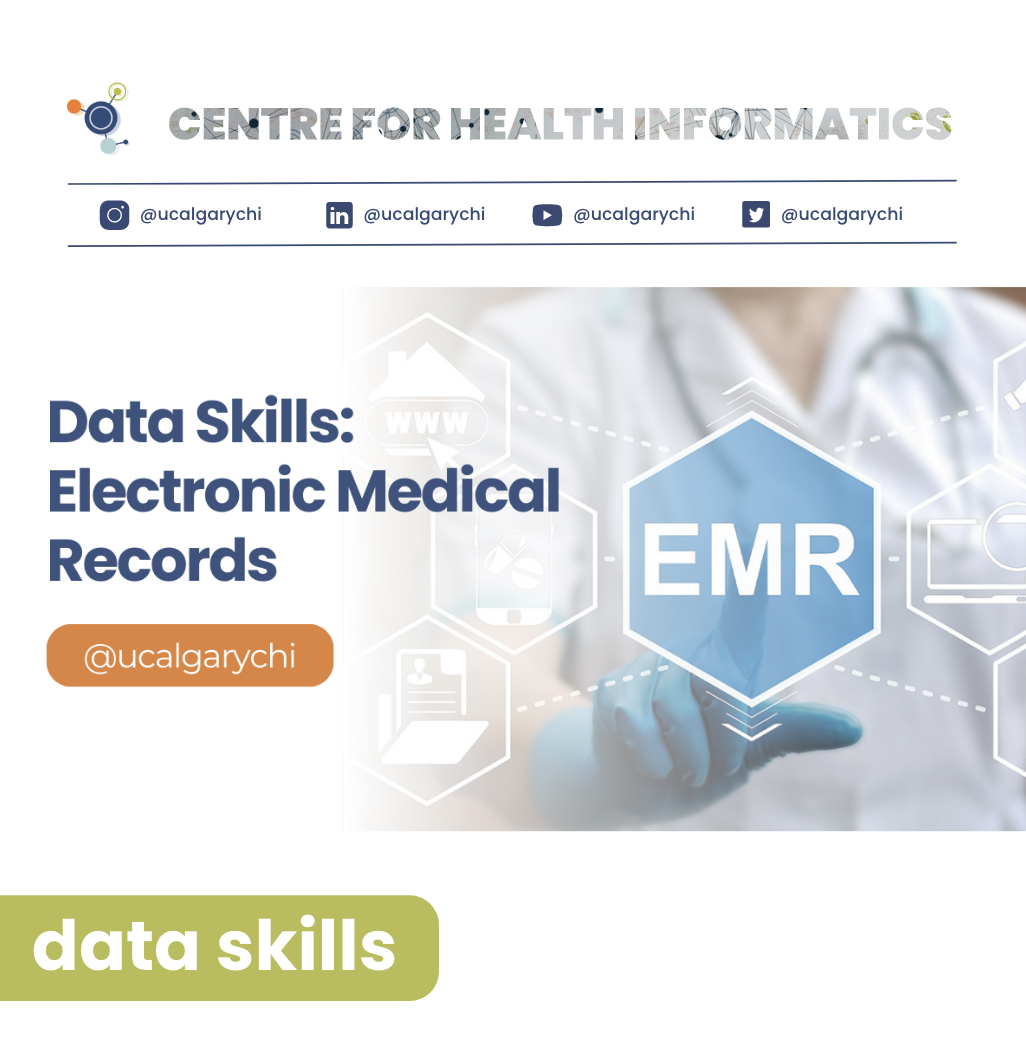 CENTRE FOR HEALTH INFORMATICS
@ucalgarychi @ucalgarychi @ucalgarychi @ucalgarychi
Data Skills:
Electronic Medical
Records
@ucalgarychi
www
EMR
data skills